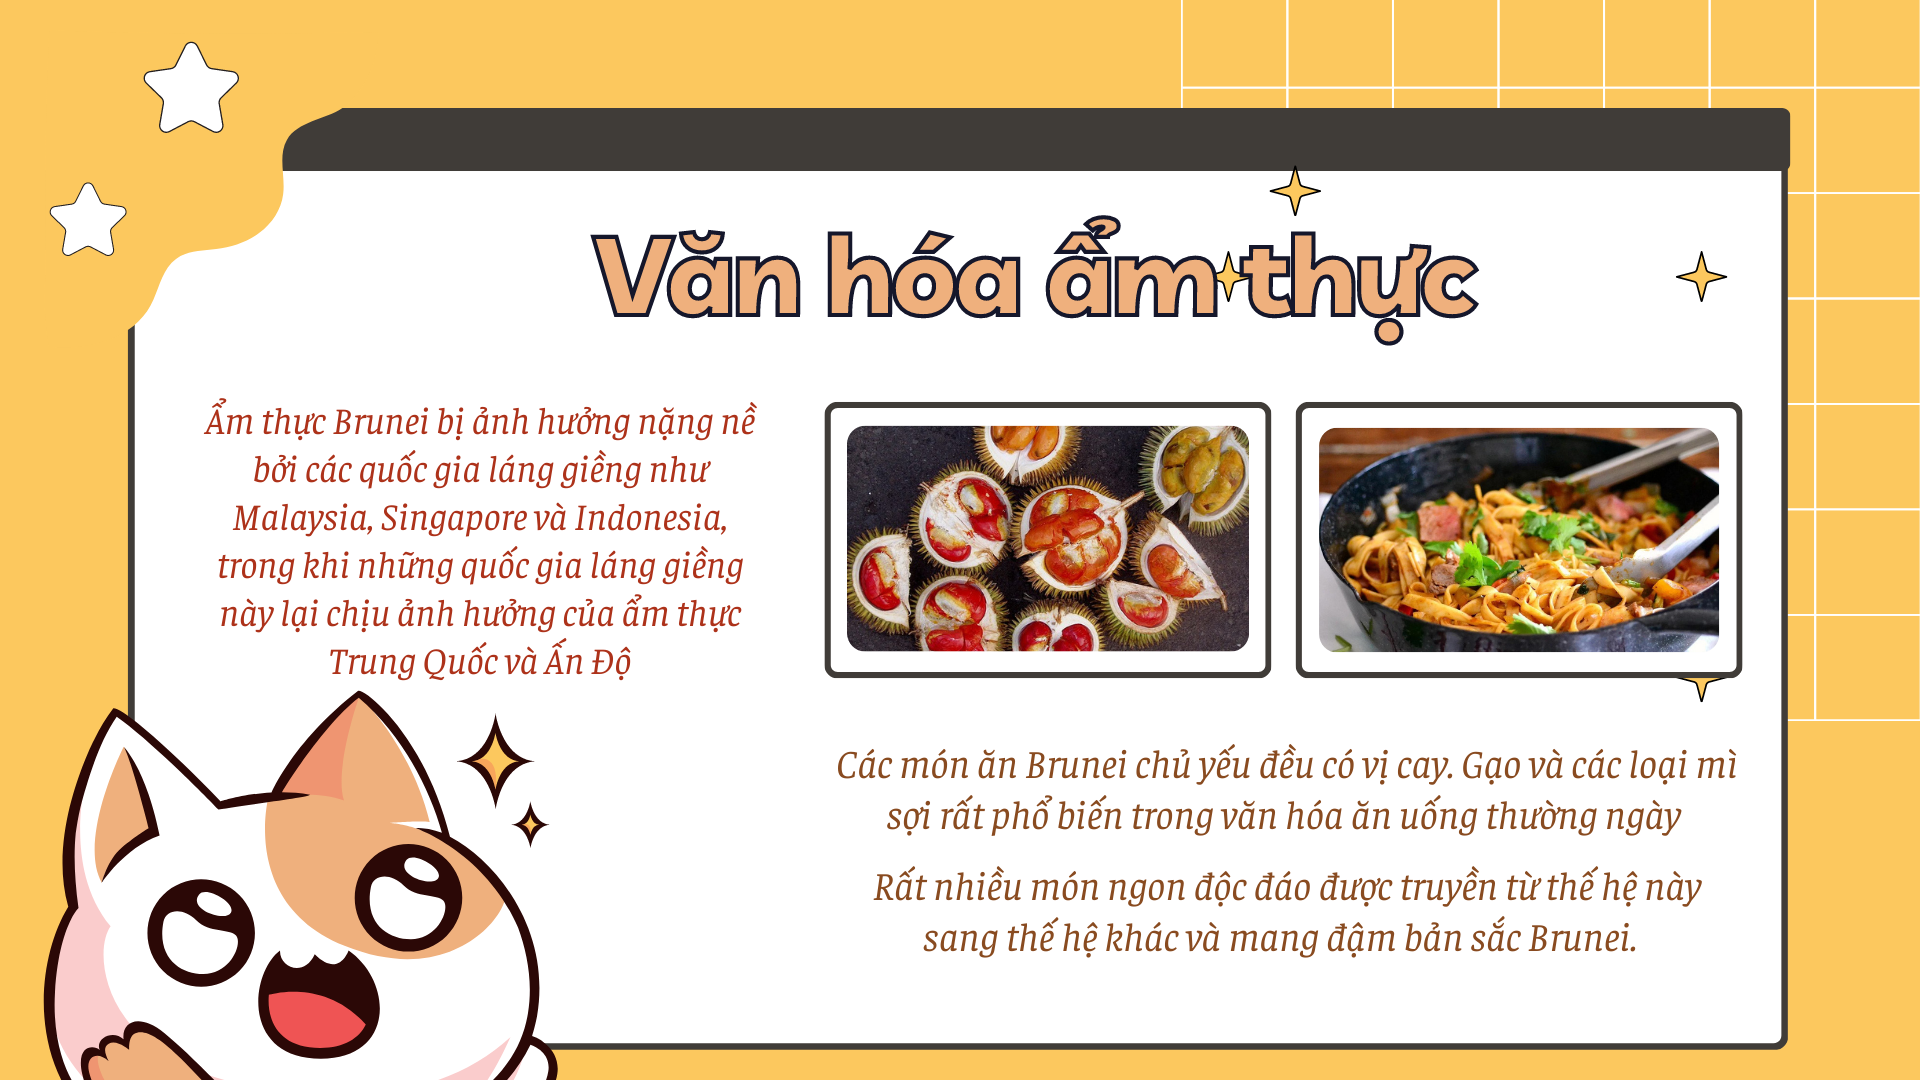 Văn hóa ẩm thực
Ẩm thực Brunei bị ảnh hưởng nặng nề
bởi các quốc gia láng giềng như
Malaysia, Singapore và Indonesia,
trong khi những quốc gia láng giềng
này lại chịu ảnh hưởng của ẩm thực
Trung Quốc và Ấn Độ
Các món ăn Brunei chủ yếu đều có vị cay. Gạo và các loại mì
sợi rất phổ biến trong văn hóa ăn uống thường ngày
Rất nhiều món ngon độc đáo được truyền từ thế hệ này
sang thế hệ khác và mang đậm bản sắc Brunei.